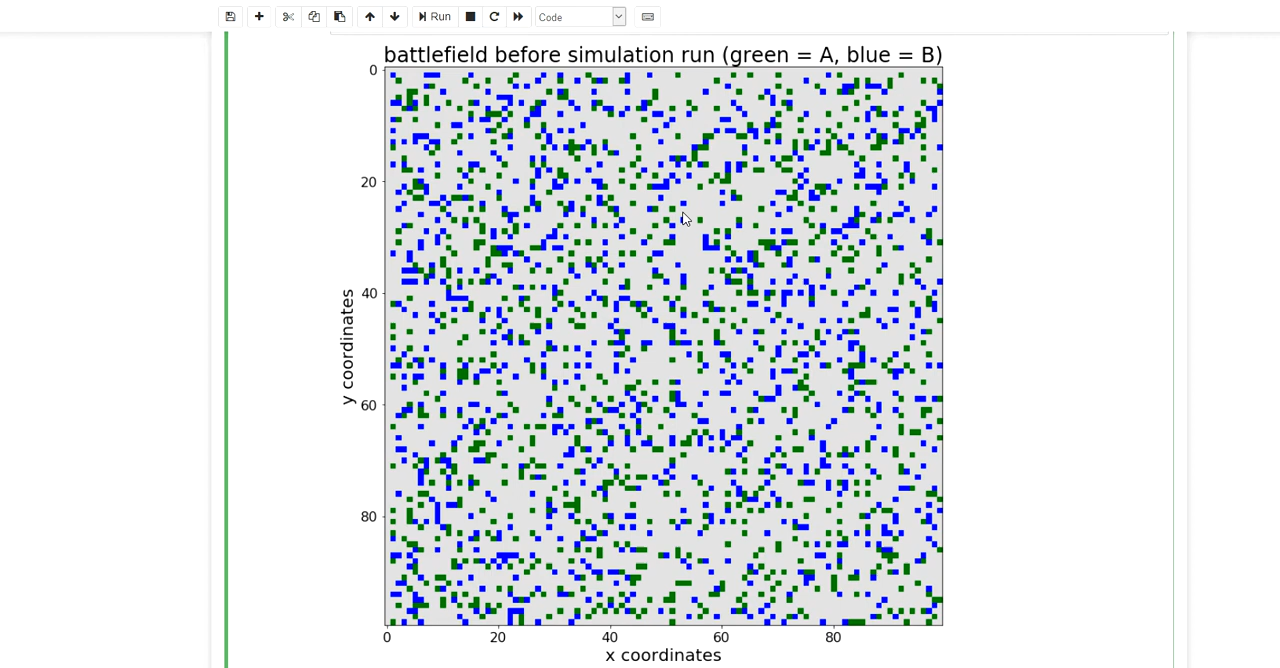 Run Code
battlefield before simulation run (green = A, blue = B)
0
20
40
60
80
y coordinates
0 20 40 60 80
x coordinates